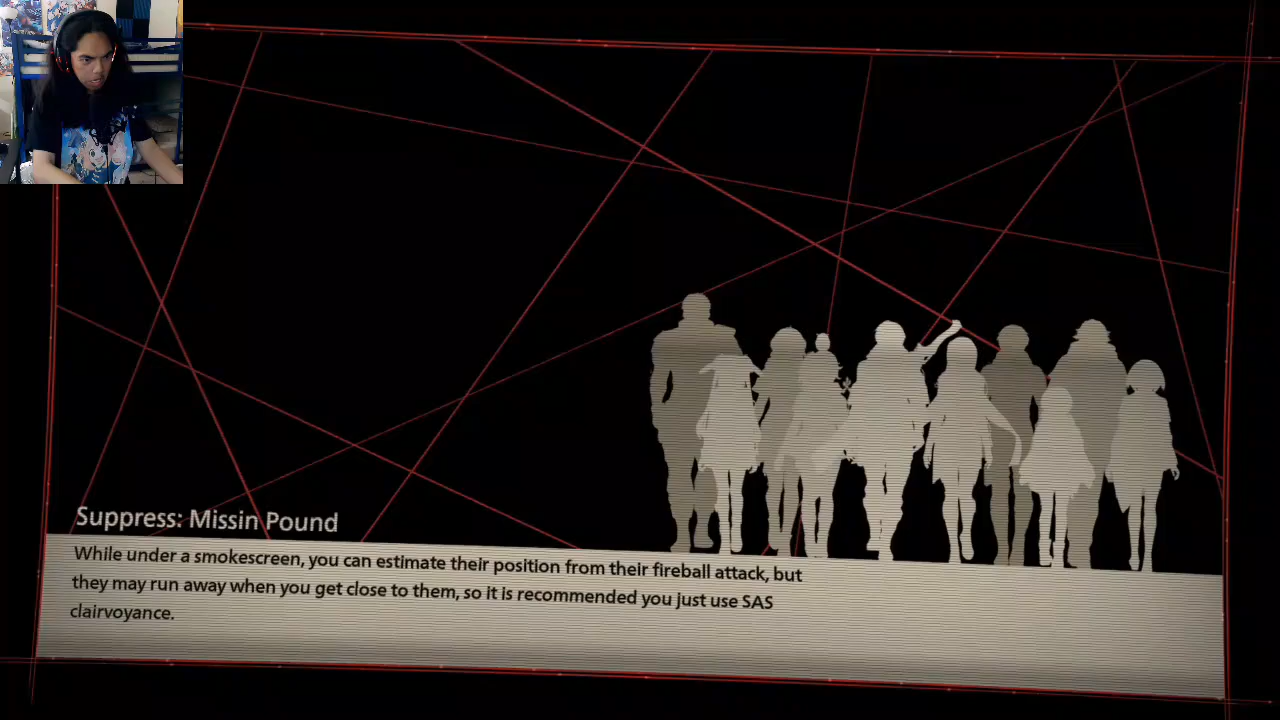 Suppress: Missin Pound
While under a smokescreen, you can estimate their position from their fireball attack, but
they may run away when you get close to them, so it is recommended you just use SAS
clairvoyance.